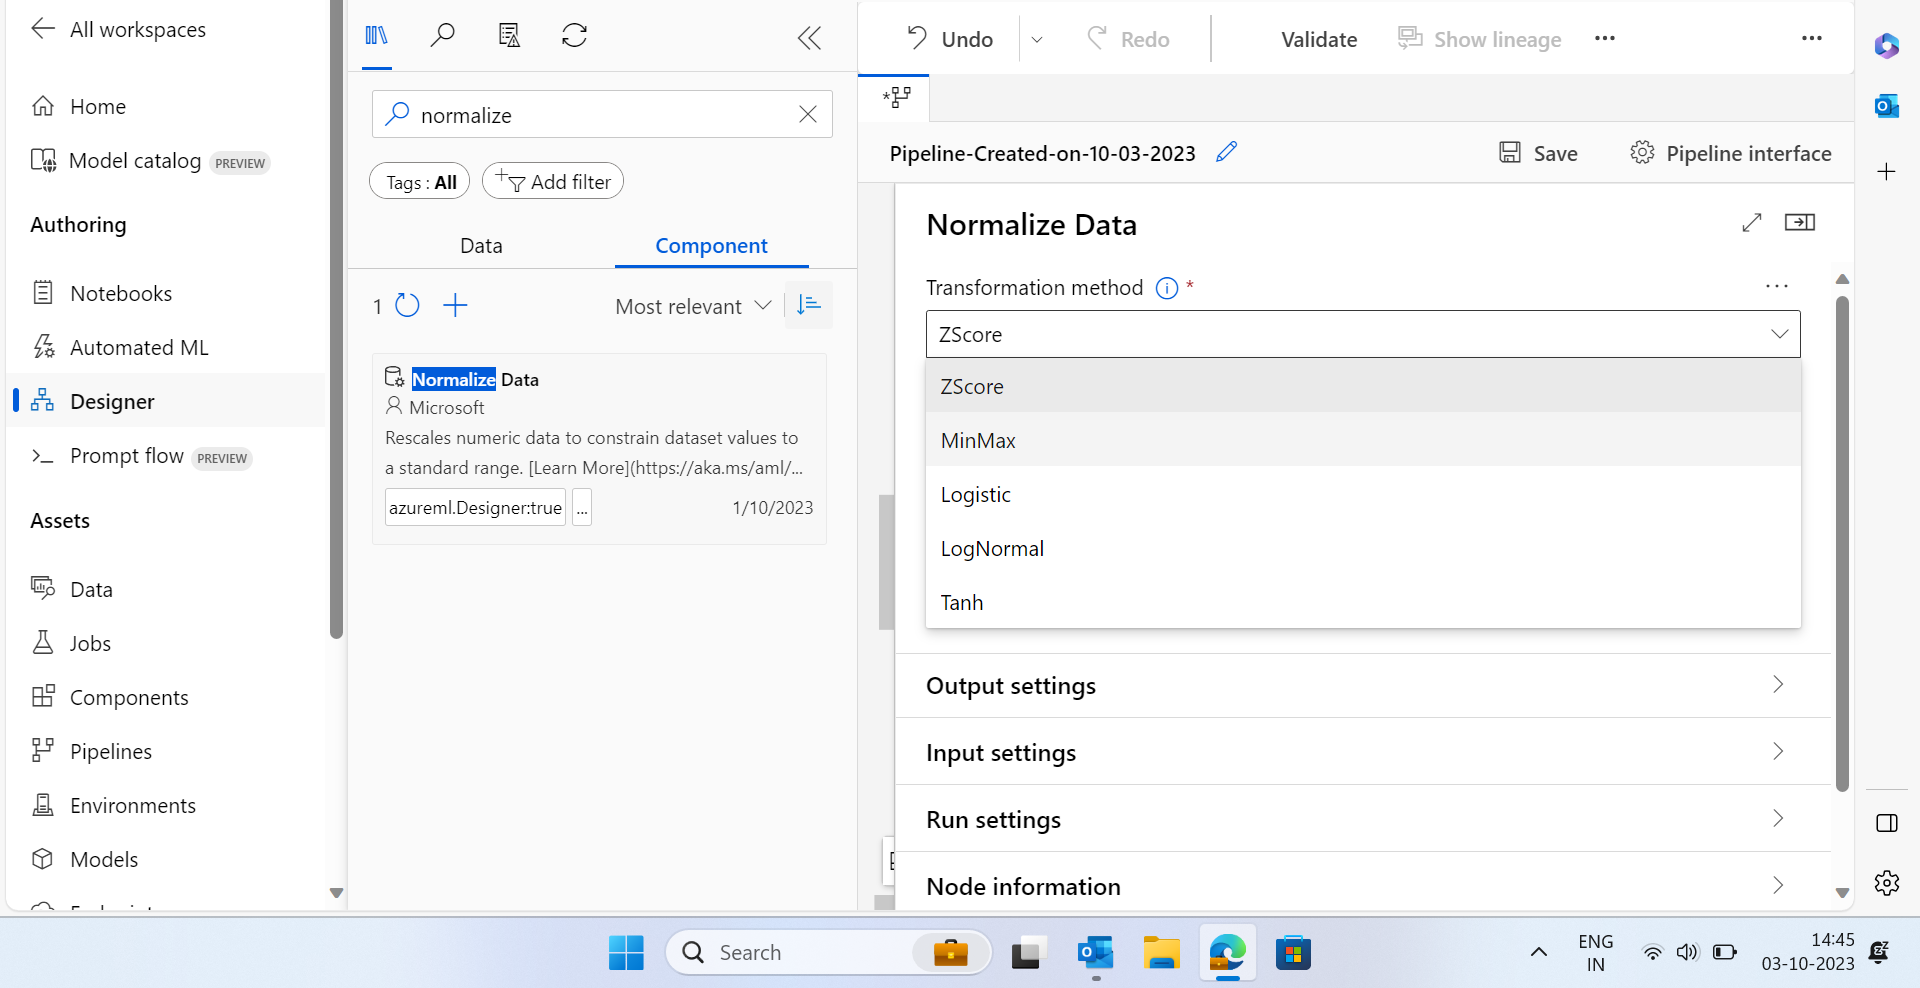 All workspaces
Home
Model catalog PREVIEW
Authoring
Notebooks
Automated ML
Designer
Prompt flow PREVIEW
Assets
Data
Jobs
Components
Pipelines
Environments
Models
normalize
Tags : All
Add filter
Data
Component
1
Most relevant
Normalize Data
Microsoft
Rescales numeric data to constrain dataset values to
a standard range. [Learn More](https://aka.ms/aml/...
azureml.Designer:true
...
1/10/2023
Undo
Redo
Validate
Show lineage
Pipeline-Created-on-10-03-2023
Save
Pipeline interface
Normalize Data
Transformation method *
ZScore
ZScore
MinMax
Logistic
LogNormal
Tanh
Output settings
Input settings
Run settings
Node information
Search
ENG
IN
14:45
03-10-2023